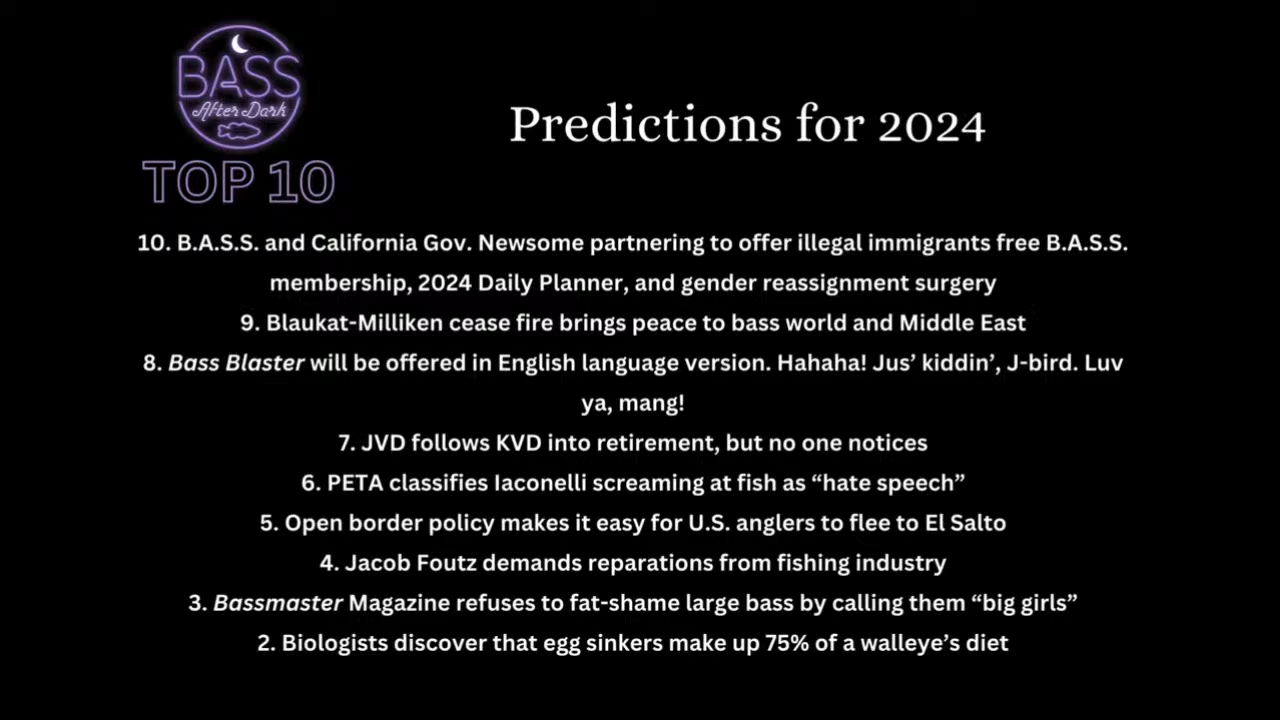 BASS
After Dark
TOP 10
Predictions for 2024
10. B.A.S.S. and California Gov. Newsome partnering to offer illegal immigrants free B.A.S.S.
membership, 2024 Daily Planner, and gender reassignment surgery
9. Blaukat-Milliken cease fire brings peace to bass world and Middle East
8. Bass Blaster will be offered in English language version. Hahaha! Jus’ kiddin’, J-bird. Luv
ya, mang!
7. JVD follows KVD into retirement, but no one notices
6. PETA classifies Iaconelli screaming at fish as “hate speech”
5. Open border policy makes it easy for U.S. anglers to flee to El Salto
4. Jacob Foutz demands reparations from fishing industry
3. Bassmaster Magazine refuses to fat-shame large bass by calling them “big girls”
2. Biologists discover that egg sinkers make up 75% of a walleye’s diet